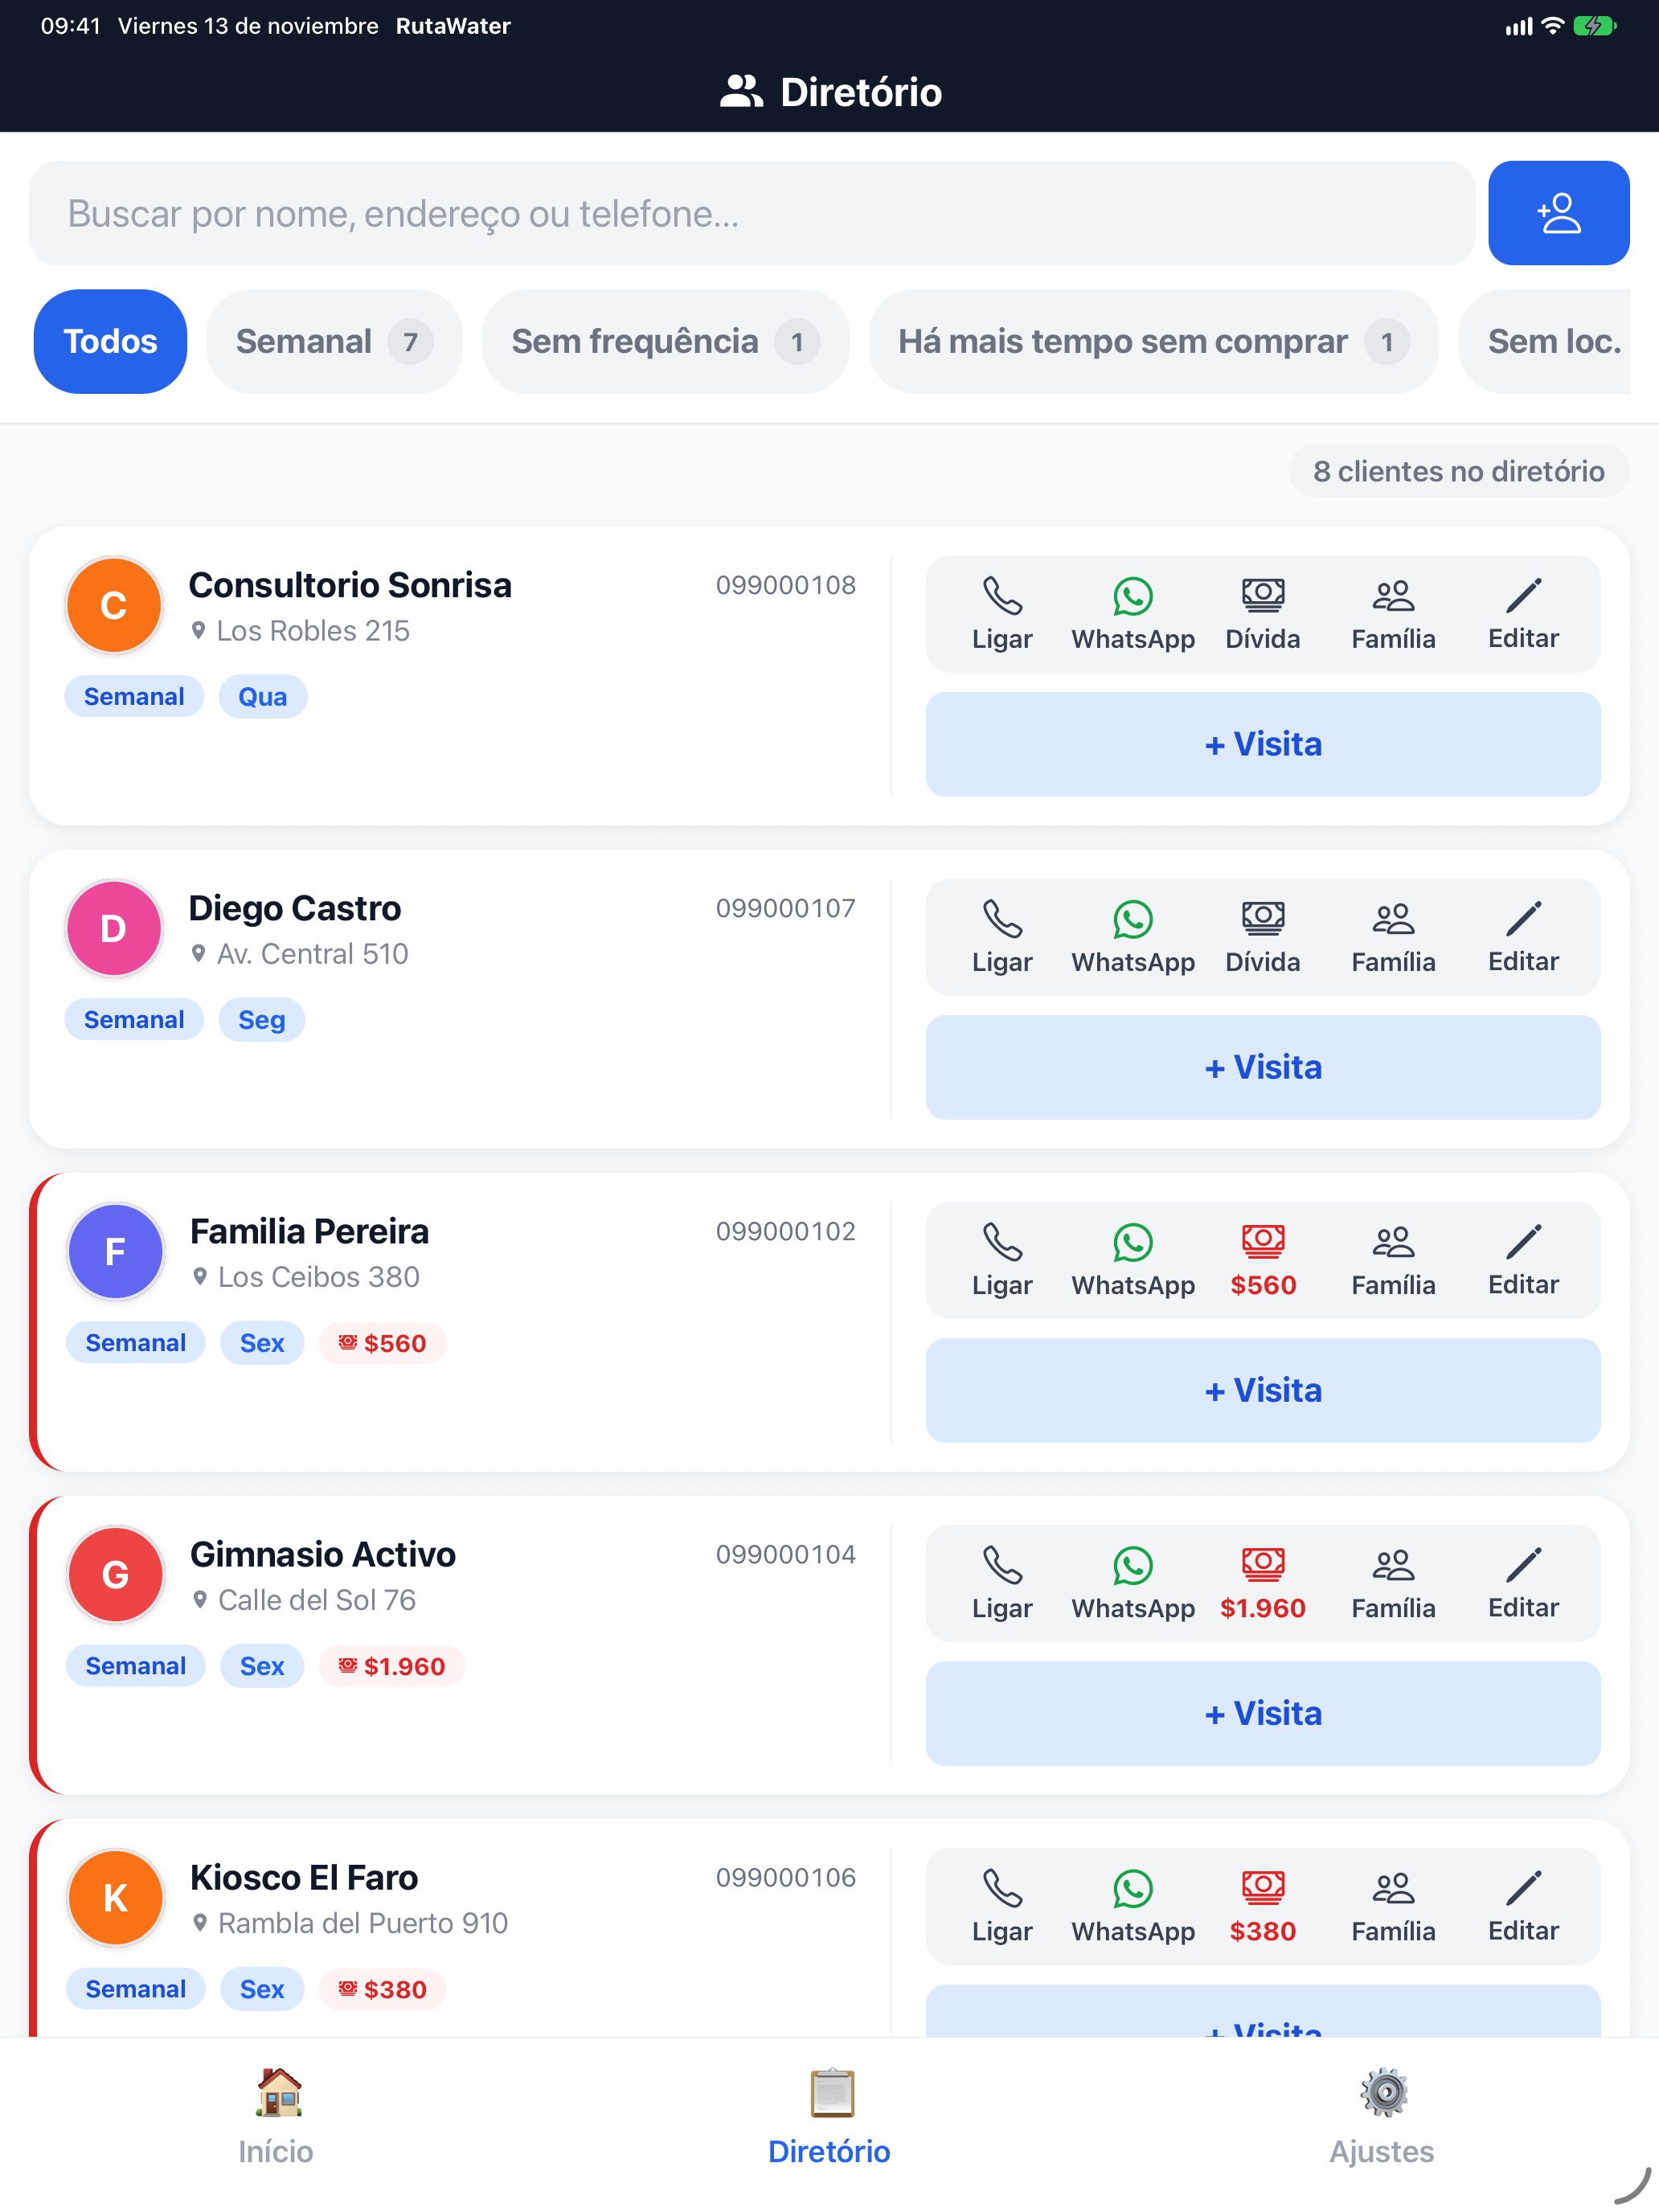 09:41 Viernes 13 de noviembre RutaWater
Diretório
Buscar por nome, endereço ou telefone...
Todos Semanal 7 Sem frequência 1 Há mais tempo sem comprar 1 Sem loc.
8 clientes no diretório
C Consultorio Sonrisa 099000108
Los Robles 215
Semanal Qua
Ligar WhatsApp Dívida Família Editar
+ Visita
D Diego Castro 099000107
Av. Central 510
Semanal Seg
Ligar WhatsApp Dívida Família Editar
+ Visita
F Familia Pereira 099000102
Los Ceibos 380
Semanal Sex $560
Ligar WhatsApp $560 Família Editar
+ Visita
G Gimnasio Activo 099000104
Calle del Sol 76
Semanal Sex $1.960
Ligar WhatsApp $1.960 Família Editar
+ Visita
K Kiosco El Faro 099000106
Rambla del Puerto 910
Semanal Sex $380
Ligar WhatsApp $380 Família Editar
+ Visita
Início Diretório Ajustes